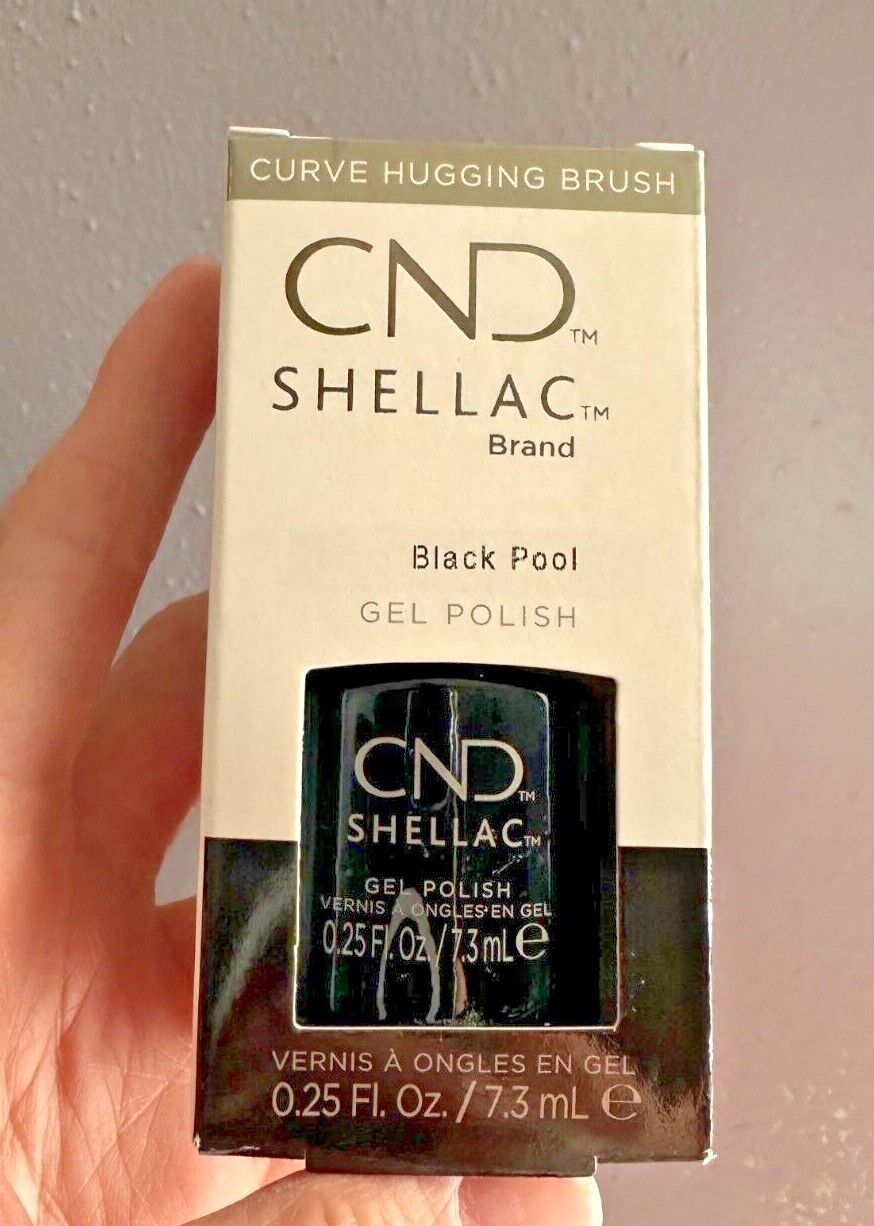 CURVE HUGGING BRUSH
CND™
SHELLAC™
Brand
Black Pool
GEL POLISH
CND™
SHELLAC™
GEL POLISH
VERNIS À ONGLES EN GEL
0.25 Fl. Oz. / 7.3 mL ℮
VERNIS À ONGLES EN GEL
0.25 Fl. Oz. / 7.3 mL ℮